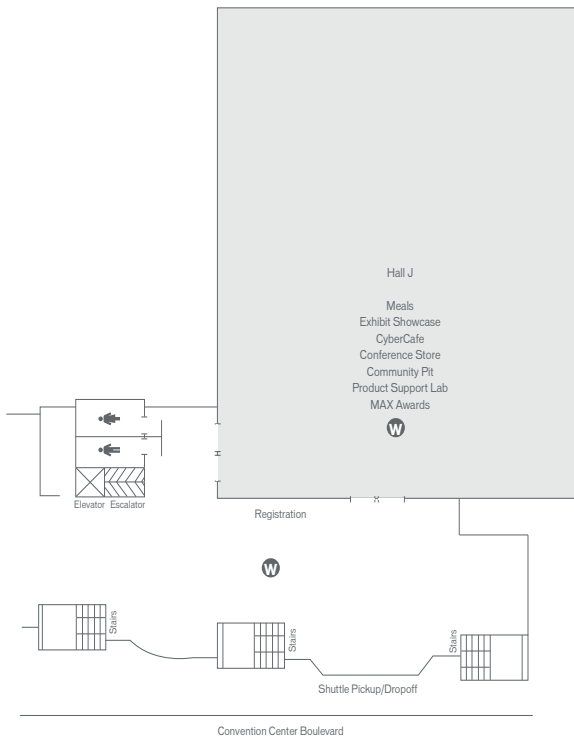 Hall J
Meals
Exhibit Showcase
CyberCafe
Conference Store
Community Pit
Product Support Lab
MAX Awards
W
Elevator Escalator
Registration
W
Stairs
Stairs
Stairs
Shuttle Pickup/Dropoff
Convention Center Boulevard